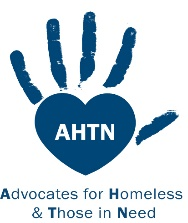 AHTN
Advocates for Homeless
& Those in Need